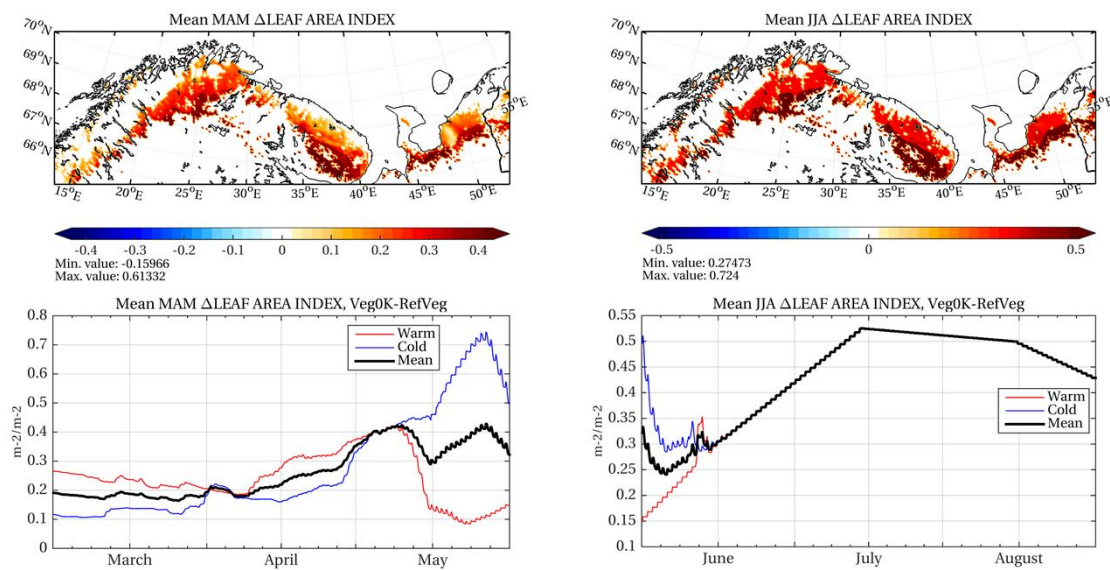 Mean MAM ΔLEAF AREA INDEX
70°N
69°N
68°N
67°N
66°N
15°E
20°E
25°E
30°E
35°E
40°E
45°E
50°E
-0.4 -0.3 -0.2 -0.1 0 0.1 0.2 0.3 0.4
Min. value: -0.15966
Max. value: 0.61332
Mean JJA ΔLEAF AREA INDEX
70°N
69°N
68°N
67°N
66°N
15°E
20°E
25°E
30°E
35°E
40°E
45°E
50°E
55°E
-0.5 0 0.5
Min. value: 0.27473
Max. value: 0.724
Mean MAM ΔLEAF AREA INDEX, Veg0K-RefVeg
0.8
0.7
0.6
0.5
0.4
0.3
0.2
0.1
0
m-2/m-2
Warm
Cold
Mean
March April May
Mean JJA ΔLEAF AREA INDEX, Veg0K-RefVeg
0.55
0.5
0.45
0.4
0.35
0.3
0.25
0.2
0.15
0.1
m-2/m-2
Warm
Cold
Mean
June July August